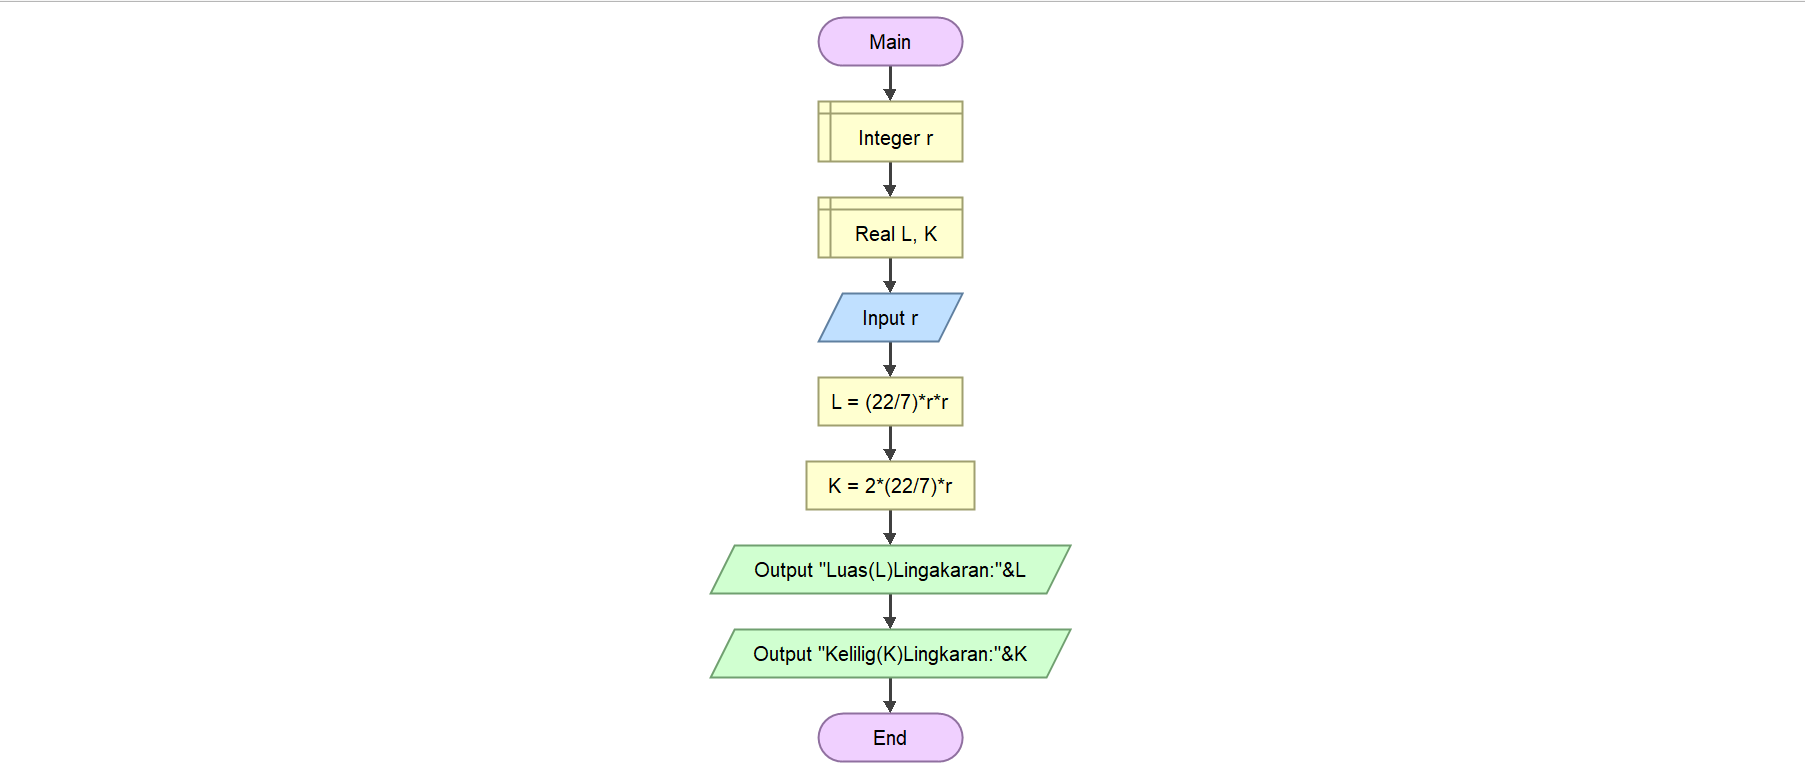 Main
Integer r
Real L, K
Input r
L = (22/7)*r*r
K = 2*(22/7)*r
Output "Luas(L)Lingakaran:"&L
Output "Kelilig(K)Lingkaran:"&K
End